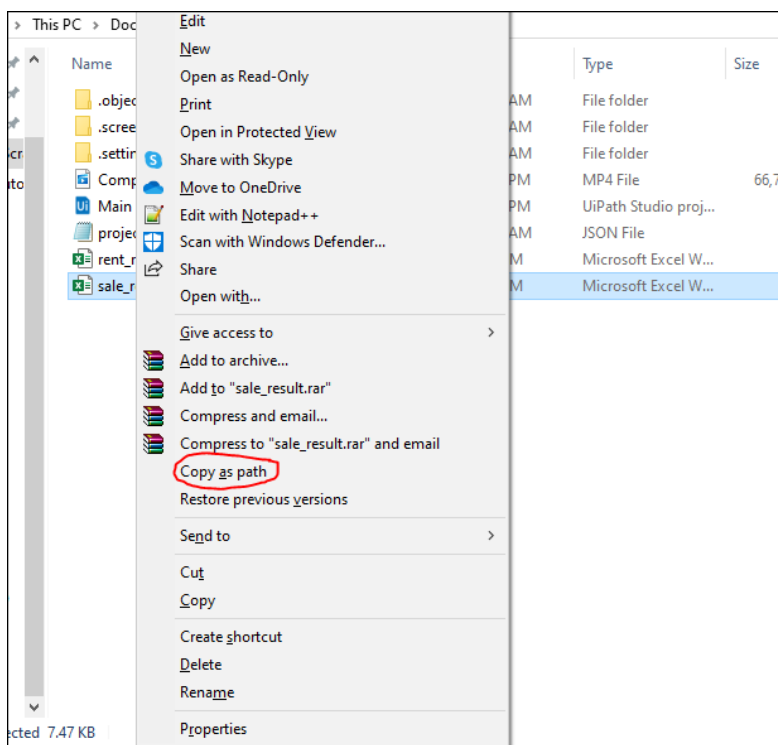 > This PC > Doc
Name
Type
Size
.objec
AM
File folder
.scree
AM
File folder
.settin
AM
File folder
Comp
PM
MP4 File
66,7
Main
PM
UiPath Studio proj...
projec
AM
JSON File
rent_r
M
Microsoft Excel W...
sale_r
M
Microsoft Excel W...
Edit
New
Open as Read-Only
Print
Open in Protected View
Share with Skype
Move to OneDrive
Edit with Notepad++
Scan with Windows Defender...
Share
Open with...
Give access to
Add to archive...
Add to "sale_result.rar"
Compress and email...
Compress to "sale_result.rar" and email
Copy as path
Restore previous versions
Send to
Cut
Copy
Create shortcut
Delete
Rename
Properties
ected 7.47 KB